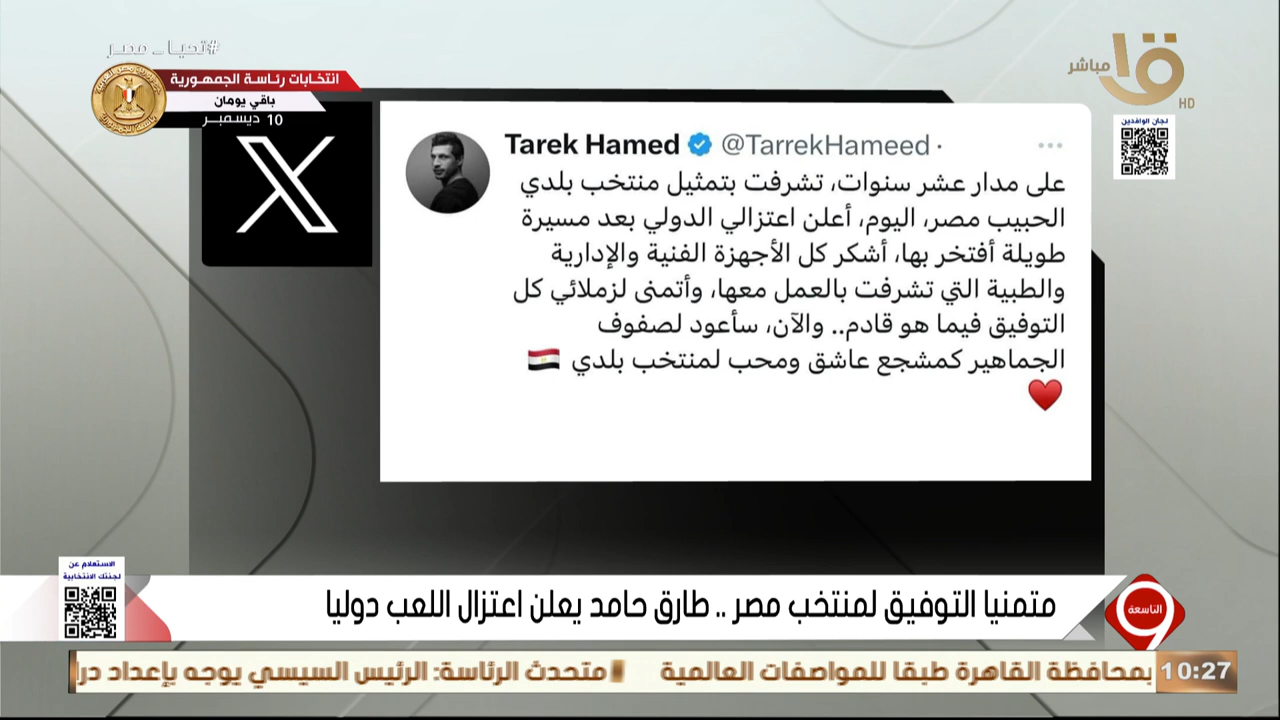 #تحيا_مصر
انتخابات رئاسة الجمهورية
باقي يومان
10 ديسمبر
مباشر
HD
لجان الوافدين
Tarek Hamed @TarrekHameed ·
على مدار عشر سنوات، تشرفت بتمثيل منتخب بلدي
الحبيب مصر، اليوم، أعلن اعتزالي الدولي بعد مسيرة
طويلة أفتخر بها، أشكر كل الأجهزة الفنية والإدارية
والطبية التي تشرفت بالعمل معها، وأتمنى لزملائي كل
التوفيق فيما هو قادم.. والآن، سأعود لصفوف
الجماهير كمشجع عاشق ومحب لمنتخب بلدي 🇪🇬
♥️
الاستعلام عن
لجنتك الانتخابية
متمنيا التوفيق لمنتخب مصر .. طارق حامد يعلن اعتزال اللعب دوليا
التاسعة
9
10:27
بمحافظة القاهرة طبقا للمواصفات العالمية متحدث الرئاسة: الرئيس السيسي يوجه بإعداد درا